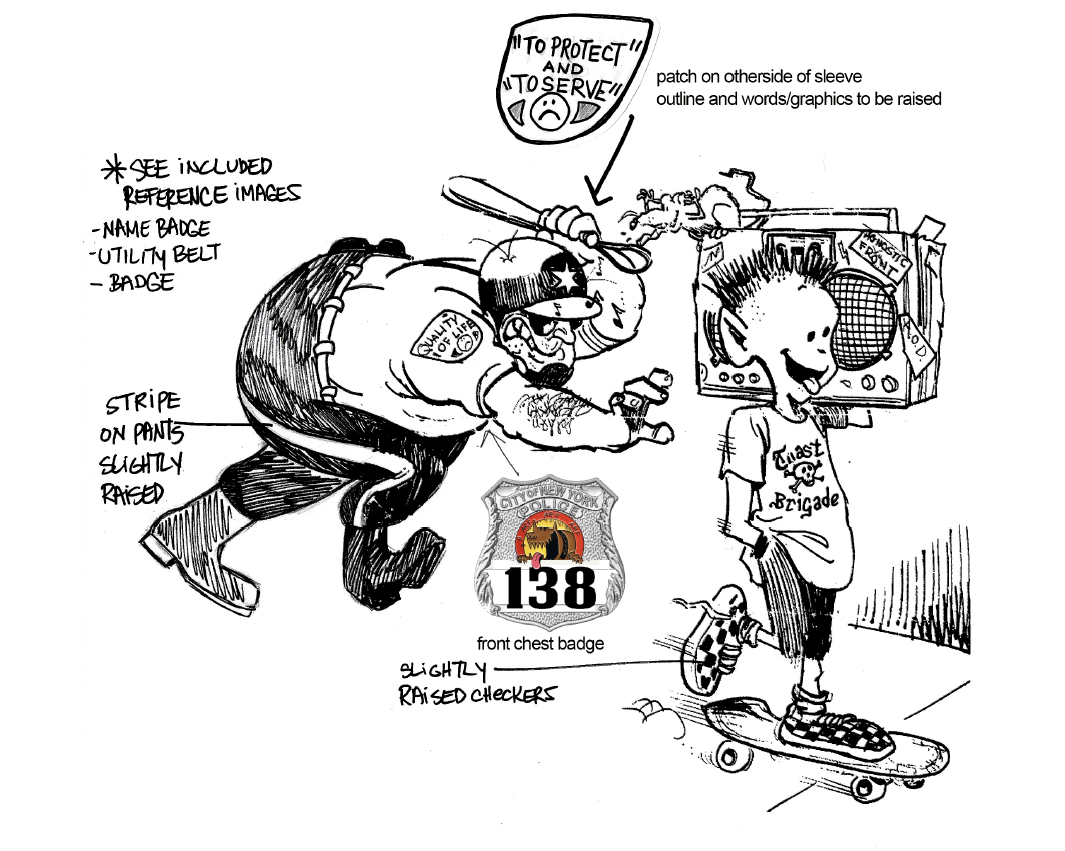 "TO PROTECT"
AND
"TO SERVE"
patch on otherside of sleeve
outline and words/graphics to be raised
* SEE INCLUDED
REFERENCE IMAGES
- NAME BADGE
- UTILITY BELT
- BADGE
AGNOSTIC
FRONT
QUALITY
OF LIFE
P.O.D.
STRIPE
ON PANTS
SLIGHTLY
RAISED
Toast
Brigade
CITY OF NEW YORK
POLICE
138
front chest badge
SLIGHTLY
RAISED CHECKERS